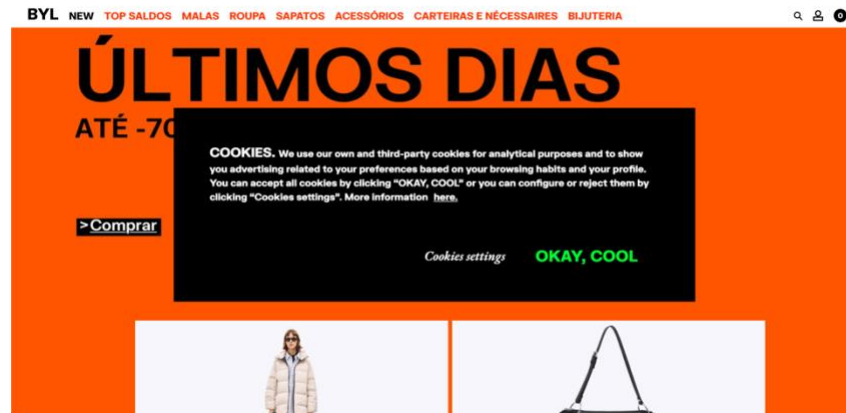 BYL NEW TOP SALDOS MALAS ROUPA SAPATOS ACESSÓRIOS CARTEIRAS E NÉCESSAIRES BIJUTERIA 0
ÚLTIMOS DIAS
ATÉ -70
COOKIES. We use our own and third-party cookies for analytical purposes and to show
you advertising related to your preferences based on your browsing habits and your profile.
You can accept all cookies by clicking "OKAY, COOL" or you can configure or reject them by
clicking "Cookies settings". More information here.
>Comprar
Cookies settings OKAY, COOL